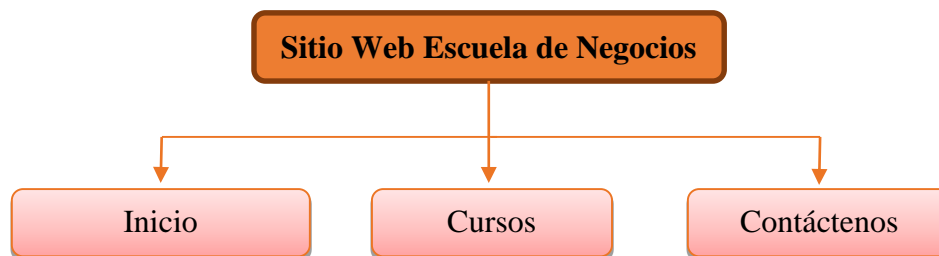 Sitio Web Escuela de Negocios
Inicio
Cursos
Contáctenos